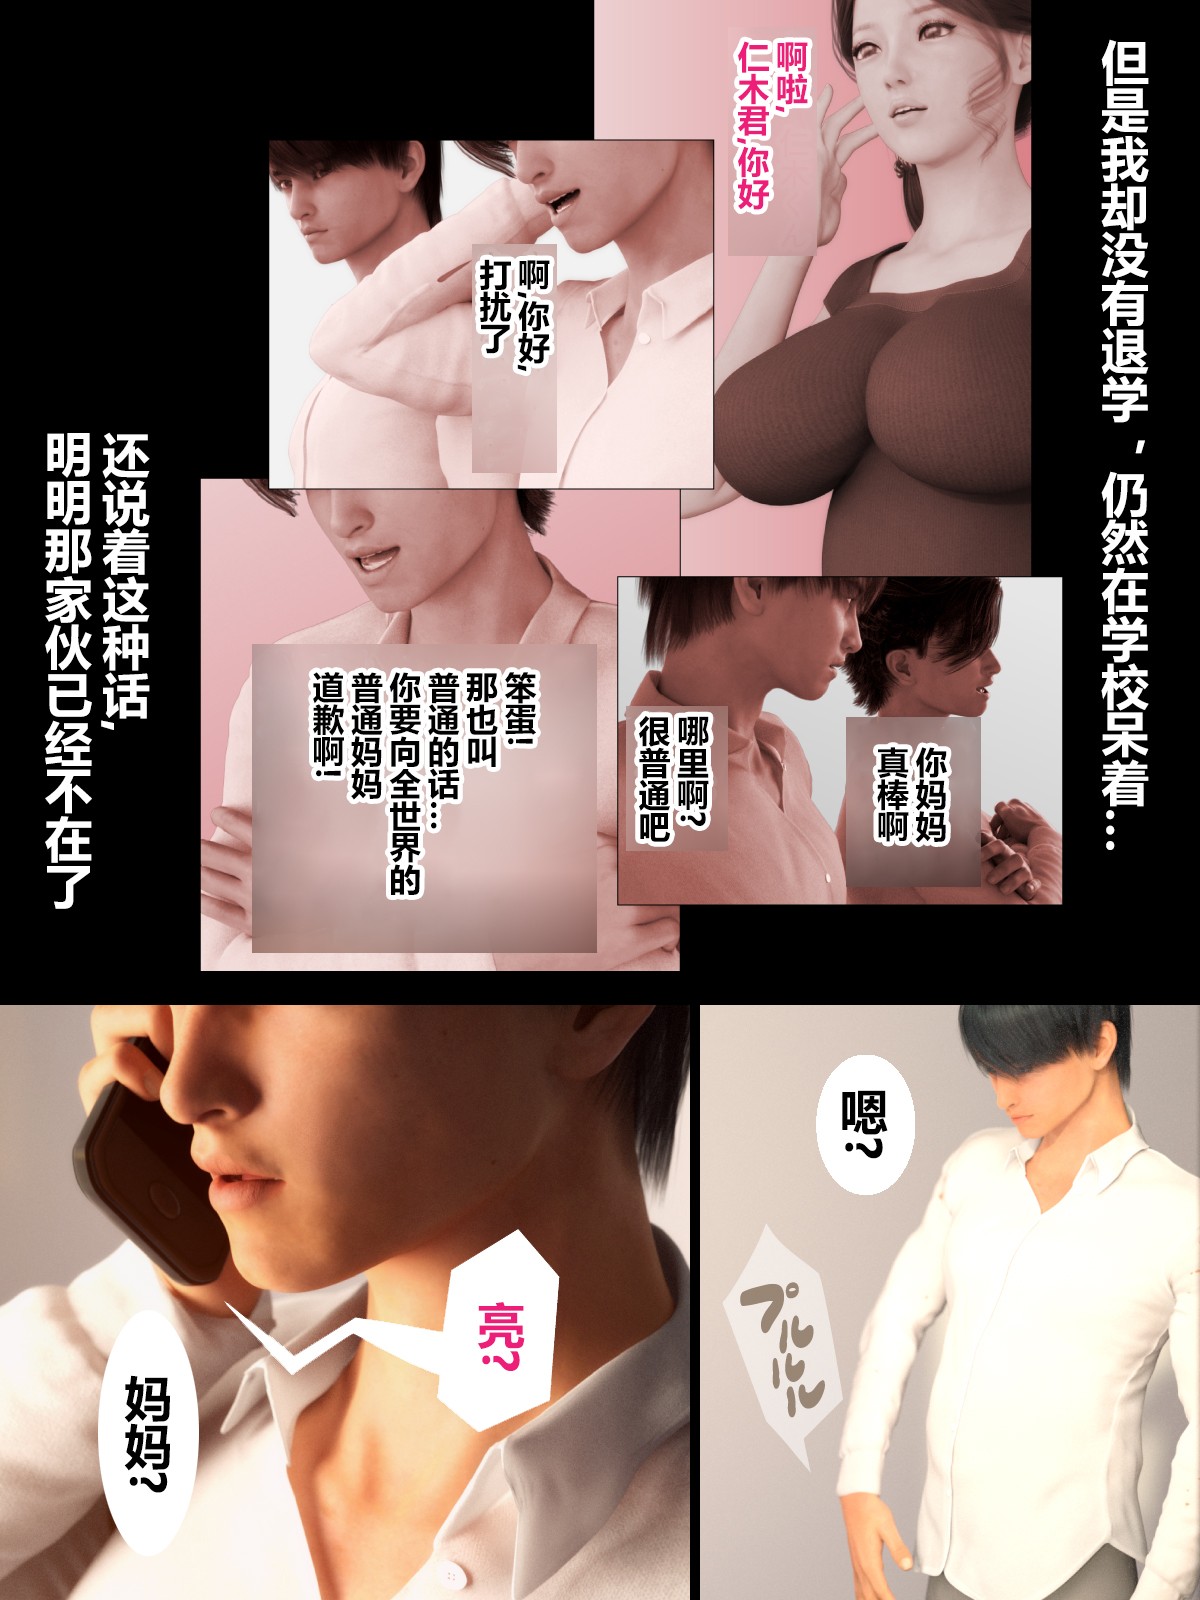 但是我却没有退学，仍然在学校呆着…
啊啦,
仁木君,你好
啊,你好,
打扰了
你妈妈
真棒啊
哪里啊?
很普通吧
笨蛋!
那也叫
普通的话…
你要向全世界的
普通妈妈
道歉啊!
还说着这种话,
明明那家伙已经不在了
嗯?
プルルルル
亮?
妈妈?